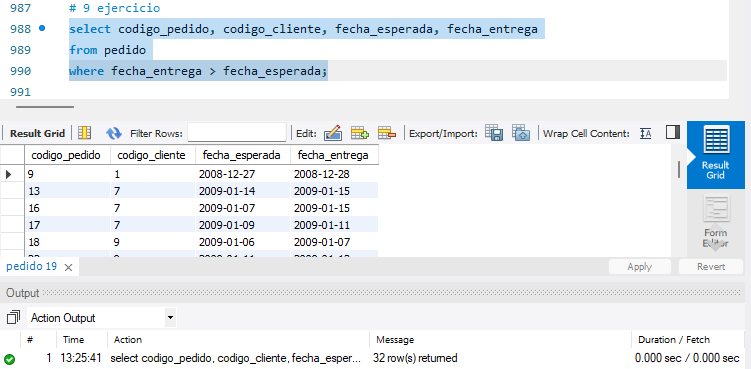 987 # 9 ejercicio
988 select codigo_pedido, codigo_cliente, fecha_esperada, fecha_entrega
989 from pedido
990 where fecha_entrega > fecha_esperada;
991
Result Grid Filter Rows: Edit: Export/Import: Wrap Cell Content:
codigo_pedido codigo_cliente fecha_esperada fecha_entrega
9 1 2008-12-27 2008-12-28
13 7 2009-01-14 2009-01-15
16 7 2009-01-07 2009-01-15
17 7 2009-01-09 2009-01-11
18 9 2009-01-06 2009-01-07
Result
Grid
Form
Editor
pedido 19 Apply Revert
Output
Action Output
# Time Action Message Duration / Fetch
1 13:25:41 select codigo_pedido, codigo_cliente, fecha_esper... 32 row(s) returned 0.000 sec / 0.000 sec